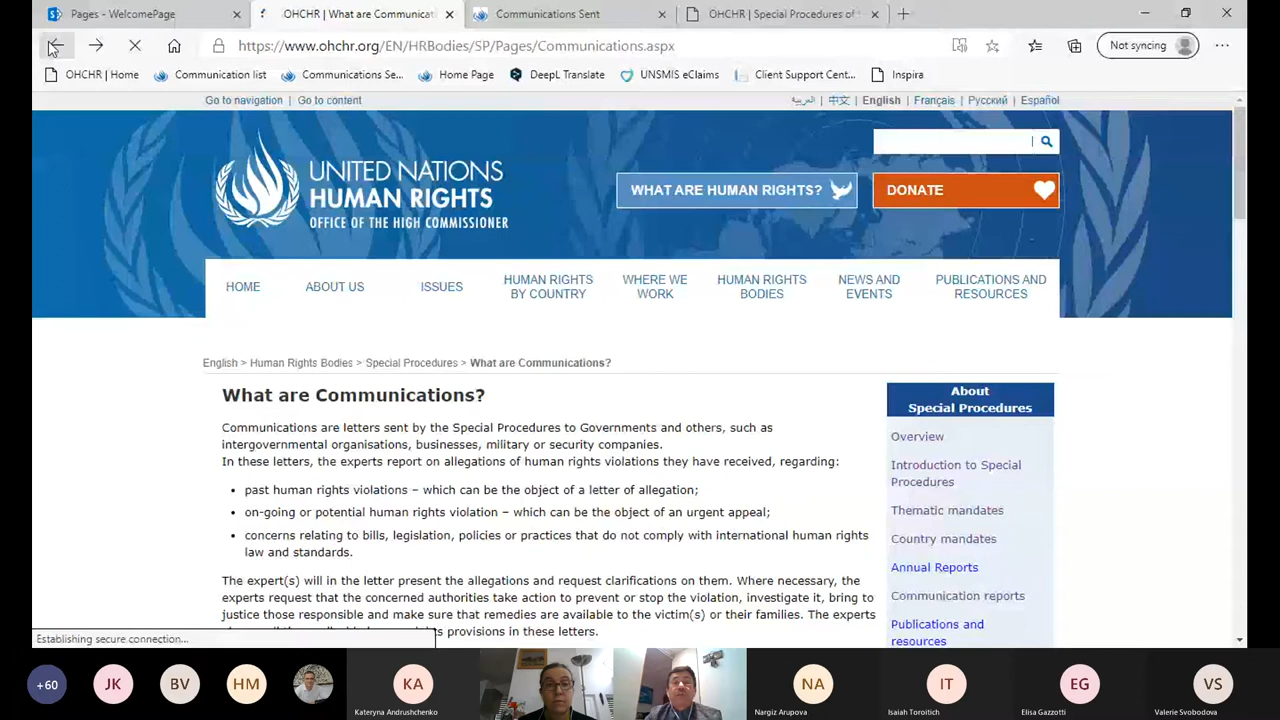 Pages - WelcomePage
OHCHR | What are Communicat
Communications Sent
OHCHR | Special Procedures of
https://www.ohchr.org/EN/HRBodies/SP/Pages/Communications.aspx
Not syncing
OHCHR | Home
Communication list
Communications Se...
Home Page
DeepL Translate
UNSMIS eClaims
Client Support Cent...
Inspira
Go to navigation | Go to content
العربية | 中文 | English | Français | Русский | Español
UNITED NATIONS
HUMAN RIGHTS
OFFICE OF THE HIGH COMMISSIONER
WHAT ARE HUMAN RIGHTS?
DONATE
HOME
ABOUT US
ISSUES
HUMAN RIGHTS
BY COUNTRY
WHERE WE
WORK
HUMAN RIGHTS
BODIES
NEWS AND
EVENTS
PUBLICATIONS AND
RESOURCES
English > Human Rights Bodies > Special Procedures > What are Communications?
What are Communications?
Communications are letters sent by the Special Procedures to Governments and others, such as
intergovernmental organisations, businesses, military or security companies.
In these letters, the experts report on allegations of human rights violations they have received, regarding:
• past human rights violations – which can be the object of a letter of allegation;
• on-going or potential human rights violation – which can be the object of an urgent appeal;
• concerns relating to bills, legislation, policies or practices that do not comply with international human rights
law and standards.
The expert(s) will in the letter present the allegations and request clarifications on them. Where necessary, the
experts request that the concerned authorities take action to prevent or stop the violation, investigate it, bring to
justice those responsible and make sure that remedies are available to the victim(s) or their families. The experts
provisions in these letters.
About
Special Procedures
Overview
Introduction to Special
Procedures
Thematic mandates
Country mandates
Annual Reports
Communication reports
Publications and
resources
Establishing secure connection...
+60
JK
BV
HM
KA
Kateryna Andrushchenko
NA
Nargiz Arupova
IT
Isaiah Toroitich
EG
Elisa Gazzotti
VS
Valerie Svobodova